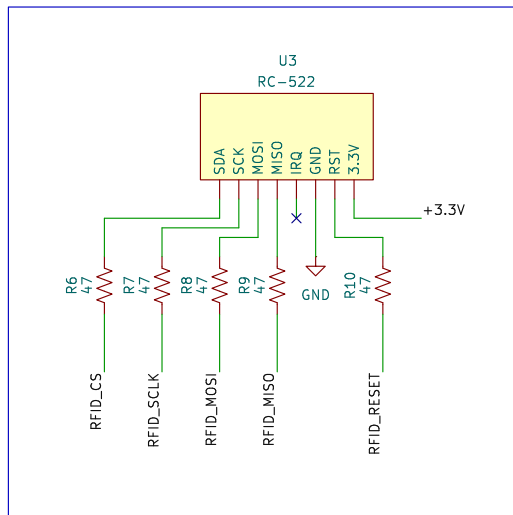 U3
RC-522
SDA
SCK
MOSI
MISO
IRQ
GND
RST
3.3V
+3.3V
R6
47
R7
47
R8
47
R9
47
GND
R10
47
RFID_CS
RFID_SCLK
RFID_MOSI
RFID_MISO
RFID_RESET